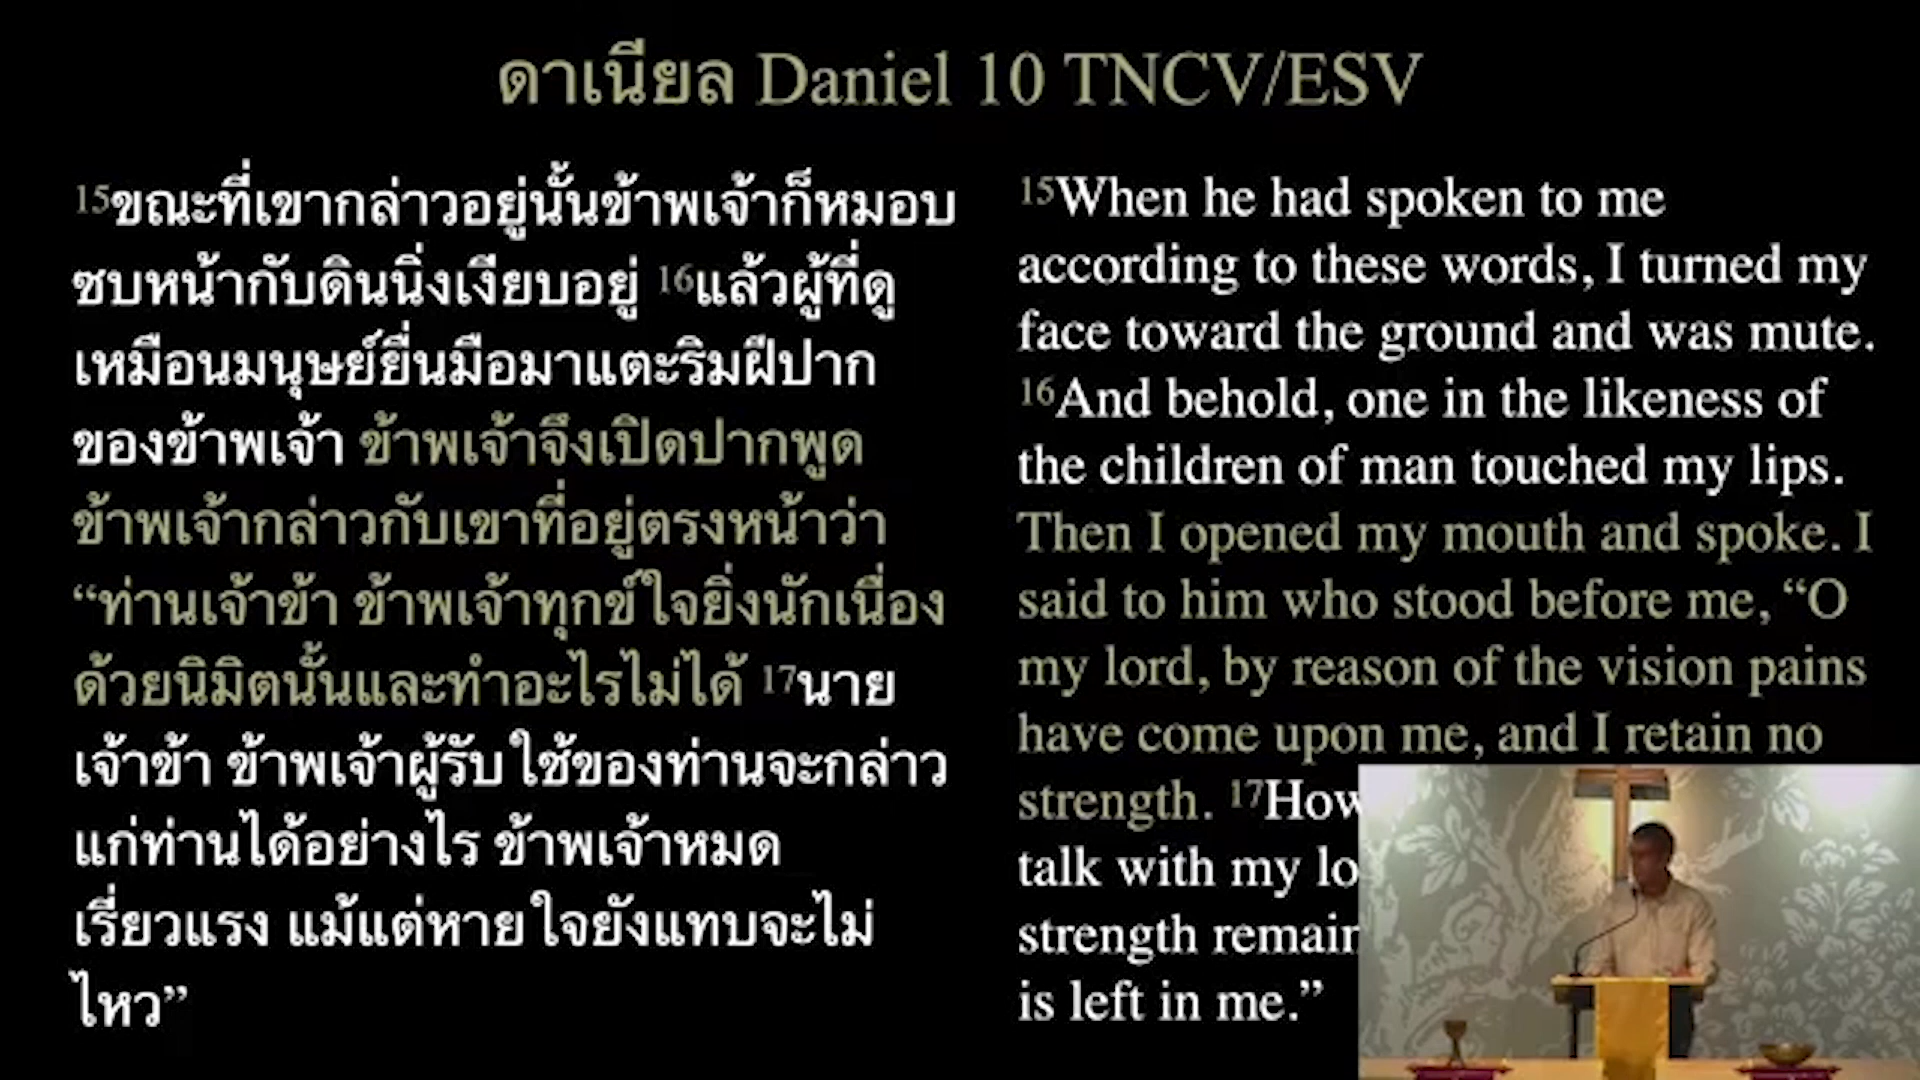 ดาเนียล Daniel 10 TNCV/ESV
15ขณะที่เขากล่าวอยู่นั้นข้าพเจ้าก็หมอบ
ซบหน้ากับดินนิ่งเงียบอยู่ 16แล้วผู้ที่ดู
เหมือนมนุษย์ยื่นมือมาแตะริมฝีปาก
ของข้าพเจ้า ข้าพเจ้าจึงเปิดปากพูด
ข้าพเจ้ากล่าวกับเขาที่อยู่ตรงหน้าว่า
“ท่านเจ้าข้า ข้าพเจ้าทุกข์ใจยิ่งนักเนื่อง
ด้วยนิมิตนั้นและทำอะไรไม่ได้ 17นาย
เจ้าข้า ข้าพเจ้าผู้รับใช้ของท่านจะกล่าว
แก่ท่านได้อย่างไร ข้าพเจ้าหมด
เรี่ยวแรง แม้แต่หายใจยังแทบจะไม่
ไหว”
15When he had spoken to me
according to these words, I turned my
face toward the ground and was mute.
16And behold, one in the likeness of
the children of man touched my lips.
Then I opened my mouth and spoke. I
said to him who stood before me, “O
my lord, by reason of the vision pains
have come upon me, and I retain no
strength. 17How
talk with my lo
strength remain
is left in me.”